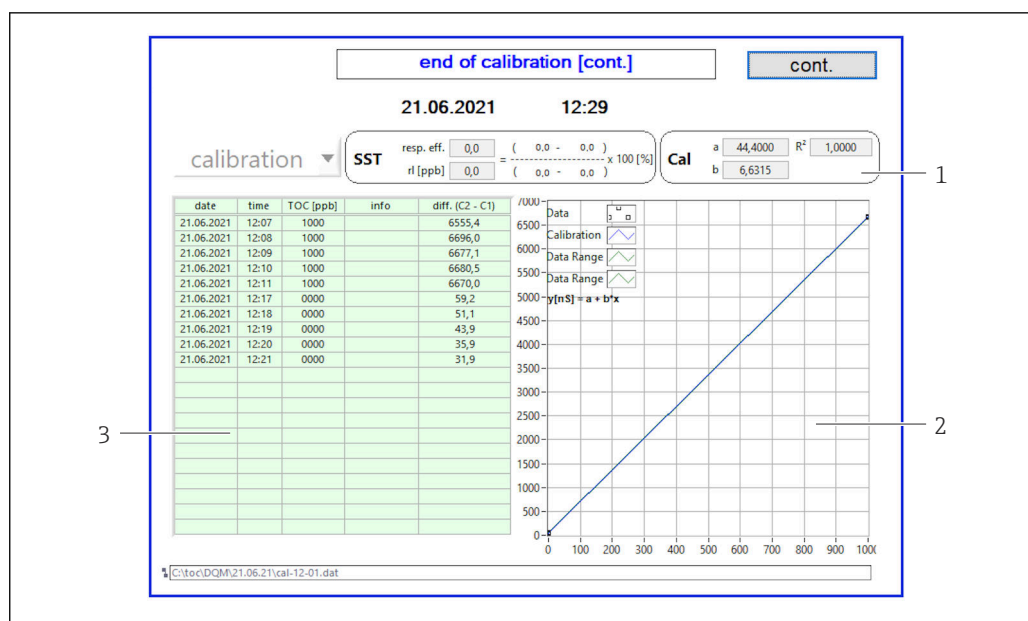 end of calibration [cont.]
cont.
21.06.2021 12:29
calibration
SST
resp. eff. 0,0
rl [ppb] 0,0
=
( 0,0 - 0,0 )
--------------------- x 100 [%]
( 0,0 - 0,0 )
Cal
a 44,4000 R² 1,0000
b 6,6315
1
date time TOC [ppb] info diff. (C2 - C1)
21.06.2021 12:07 1000 6555,4
21.06.2021 12:08 1000 6696,0
21.06.2021 12:09 1000 6677,1
21.06.2021 12:10 1000 6680,5
21.06.2021 12:11 1000 6670,0
21.06.2021 12:17 0000 59,2
21.06.2021 12:18 0000 51,1
21.06.2021 12:19 0000 43,9
21.06.2021 12:20 0000 35,9
21.06.2021 12:21 0000 31,9
3
7000
6500
6000
5500
5000
4500
4000
3500
3000
2500
2000
1500
1000
500
0
Data
Calibration
Data Range
Data Range
y[nS] = a + b*x
2
0 100 200 300 400 500 600 700 800 900 1000
C:\toc\DQM\21.06.21\cal-12-01.dat